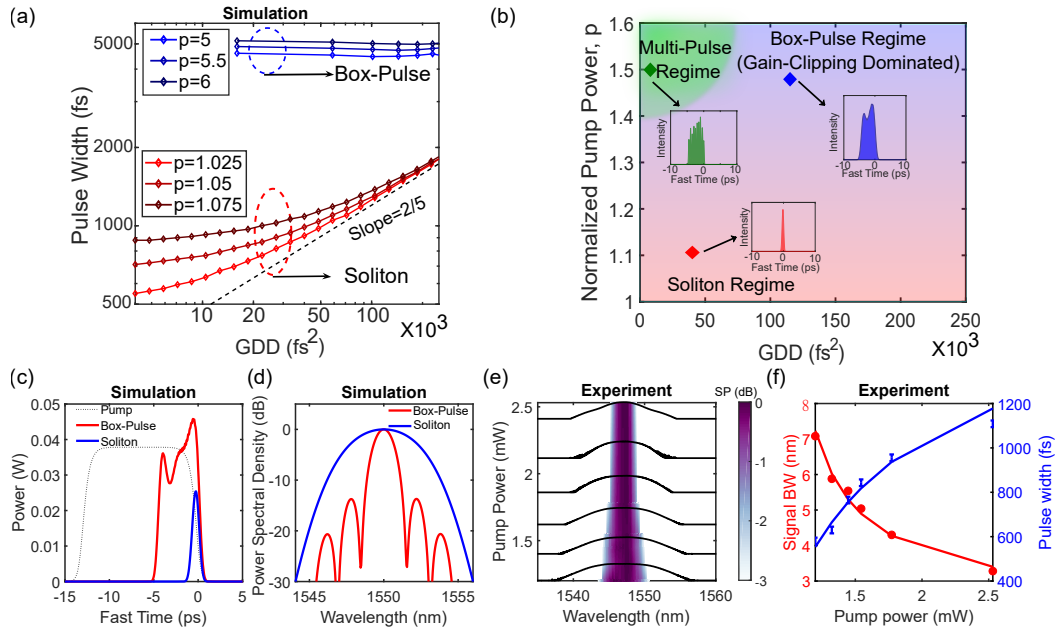 (a)
Simulation
5000
1000
500
Pulse Width (fs)
p=5
p=5.5
p=6
Box-Pulse
p=1.025
p=1.05
p=1.075
Slope=2/5
Soliton
10
20
50
100
X10^3
GDD (fs^2)
(b)
1.6
1.5
1.4
1.3
1.2
1.1
1
Normalized Pump Power, p
Multi-Pulse
Regime
Box-Pulse Regime
(Gain-Clipping Dominated)
Intensity
-10
0
10
Fast Time (ps)
Intensity
-10
0
10
Fast Time (ps)
Intensity
-10
0
10
Fast Time (ps)
Soliton Regime
0
50
100
150
200
250
X10^3
GDD (fs^2)
(c)
Simulation
0.05
0.04
0.03
0.02
0.01
0
Power (W)
Pump
Box-Pulse
Soliton
-15
-10
-5
0
Fast Time (ps)
(d)
Simulation
0
-10
-20
-30
Power Spectral Density (dB)
Box-Pulse
Soliton
1545
1550
1555
Wavelength (nm)
(e)
Experiment
SP (dB)
2.5
2
1.5
Pump Power (mW)
0
-1
-2
-3
1540
1550
1560
Wavelength (nm)
(f)
Experiment
8
7
6
5
4
3
Signal BW (nm)
1200
1000
800
600
400
Pulse width (fs)
1.5
2
2.5
Pump power (mW)